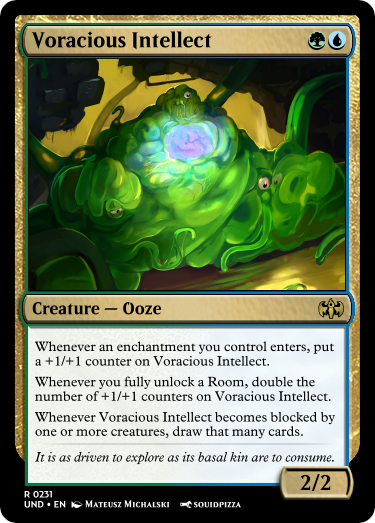 Voracious Intellect
Creature — Ooze
Whenever an enchantment you control enters, put
a +1/+1 counter on Voracious Intellect.
Whenever you fully unlock a Room, double the
number of +1/+1 counters on Voracious Intellect.
Whenever Voracious Intellect becomes blocked by
one or more creatures, draw that many cards.
It is as driven to explore as its basal kin are to consume.
2/2
R 0231
UND • EN Mateusz Michalski squidpizza